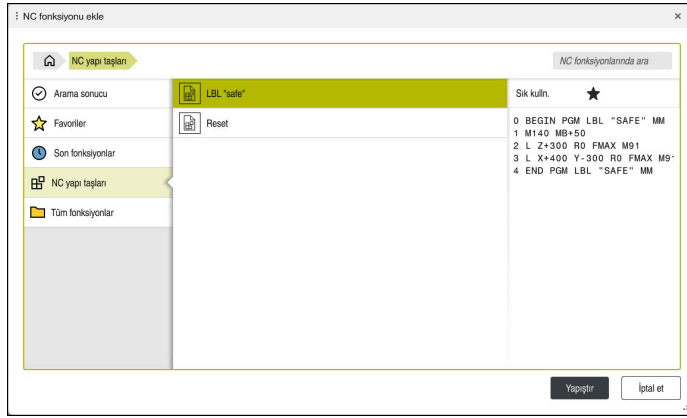 NC fonksiyonu ekle
NC yapı taşları
NC fonksiyonlarında ara
Arama sonucu
Favoriler
Son fonksiyonlar
NC yapı taşları
Tüm fonksiyonlar
LBL "safe"
Reset
Sık kulln.
0 BEGIN PGM LBL "SAFE" MM
1 M140 MB+50
2 L Z+300 R0 FMAX M91
3 L X+400 Y-300 R0 FMAX M9
4 END PGM LBL "SAFE" MM
Yapıştır
İptal et